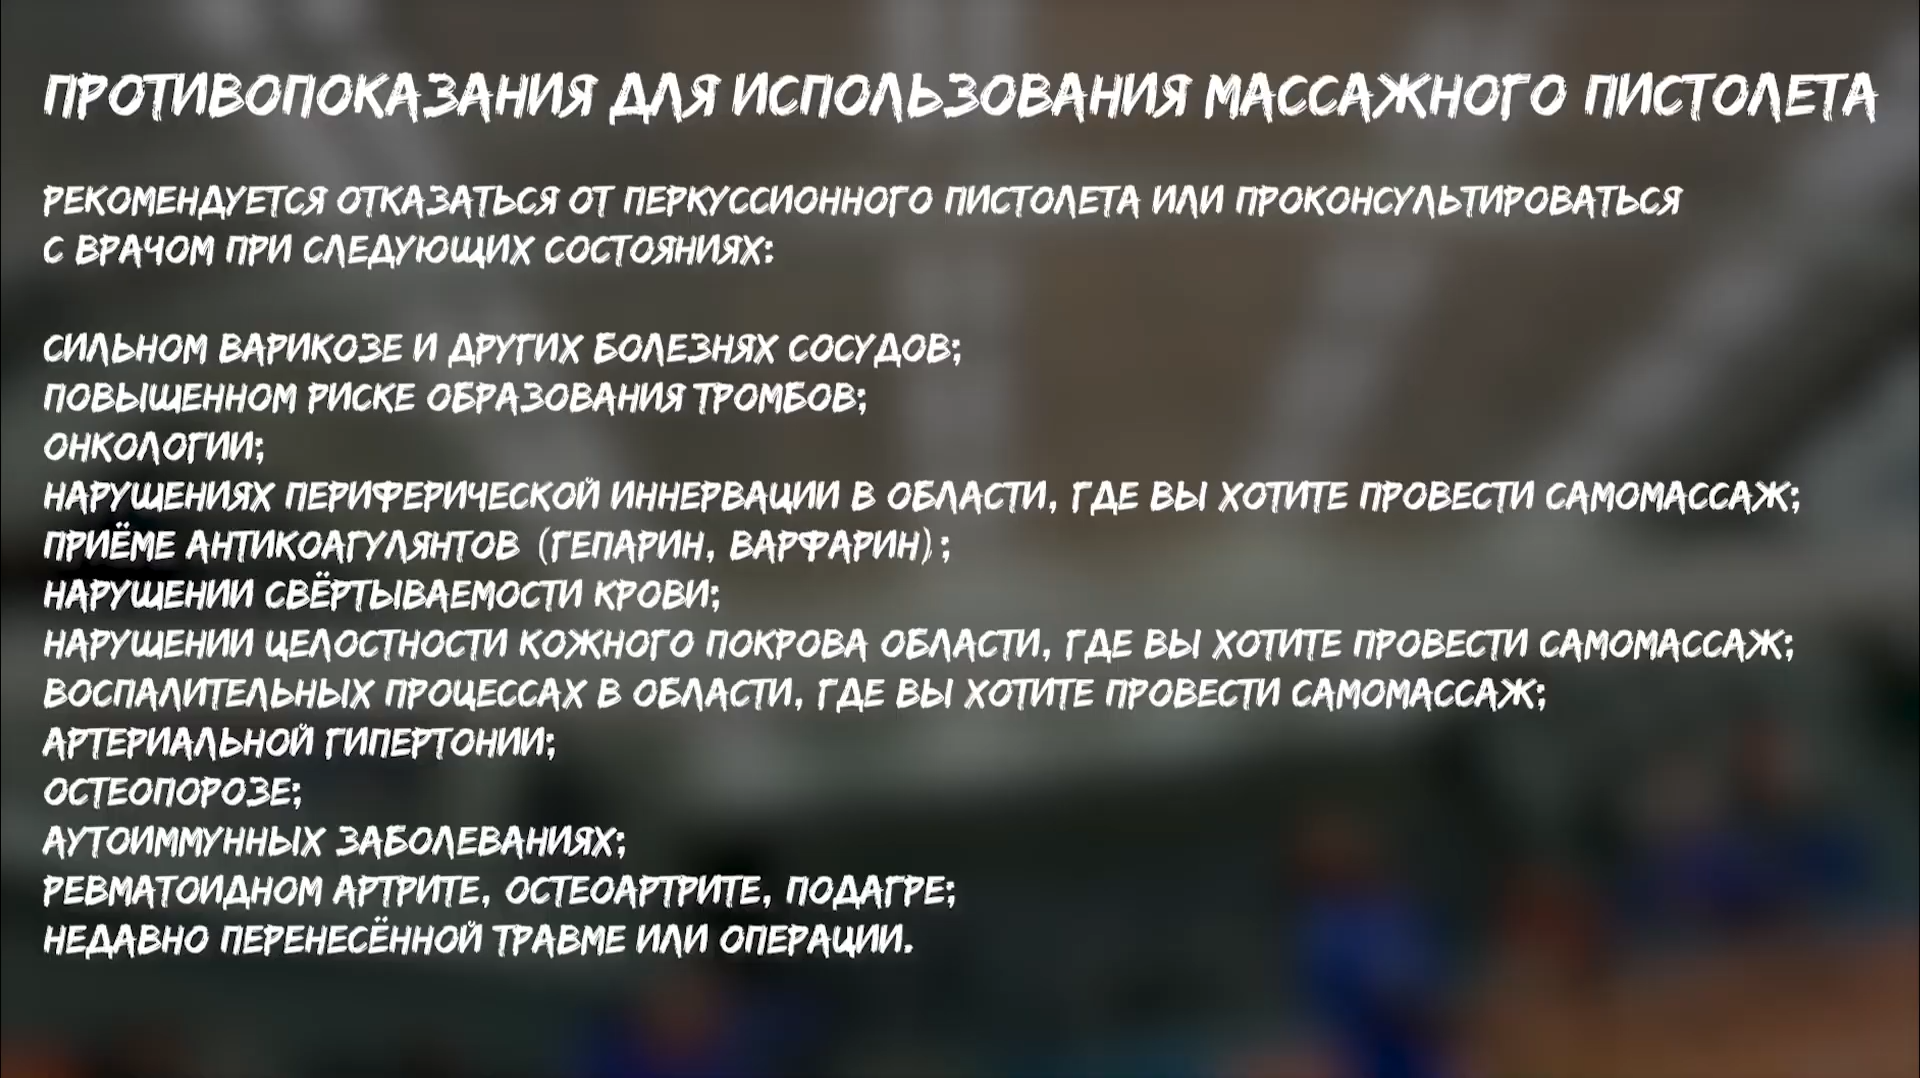 ПРОТИВОПОКАЗАНИЯ ДЛЯ ИСПОЛЬЗОВАНИЯ МАССАЖНОГО ПИСТОЛЕТА
РЕКОМЕНДУЕТСЯ ОТКАЗАТЬСЯ ОТ ПЕРКУССИОННОГО ПИСТОЛЕТА ИЛИ ПРОКОНСУЛЬТИРОВАТЬСЯ
С ВРАЧОМ ПРИ СЛЕДУЮЩИХ СОСТОЯНИЯХ:
СИЛЬНОМ ВАРИКОЗЕ И ДРУГИХ БОЛЕЗНЯХ СОСУДОВ;
ПОВЫШЕННОМ РИСКЕ ОБРАЗОВАНИЯ ТРОМБОВ;
ОНКОЛОГИИ;
НАРУШЕНИЯХ ПЕРИФЕРИЧЕСКОЙ ИННЕРВАЦИИ В ОБЛАСТИ, ГДЕ ВЫ ХОТИТЕ ПРОВЕСТИ САМОМАССАЖ;
ПРИЁМЕ АНТИКОАГУЛЯНТОВ (ГЕПАРИН, ВАРФАРИН);
НАРУШЕНИИ СВЁРТЫВАЕМОСТИ КРОВИ;
НАРУШЕНИИ ЦЕЛОСТНОСТИ КОЖНОГО ПОКРОВА ОБЛАСТИ, ГДЕ ВЫ ХОТИТЕ ПРОВЕСТИ САМОМАССАЖ;
ВОСПАЛИТЕЛЬНЫХ ПРОЦЕССАХ В ОБЛАСТИ, ГДЕ ВЫ ХОТИТЕ ПРОВЕСТИ САМОМАССАЖ;
АРТЕРИАЛЬНОЙ ГИПЕРТОНИИ;
ОСТЕОПОРОЗЕ;
АУТОИММУННЫХ ЗАБОЛЕВАНИЯХ;
РЕВМАТОИДНОМ АРТРИТЕ, ОСТЕОАРТРИТЕ, ПОДАГРЕ;
НЕДАВНО ПЕРЕНЕСЁННОЙ ТРАВМЕ ИЛИ ОПЕРАЦИИ.